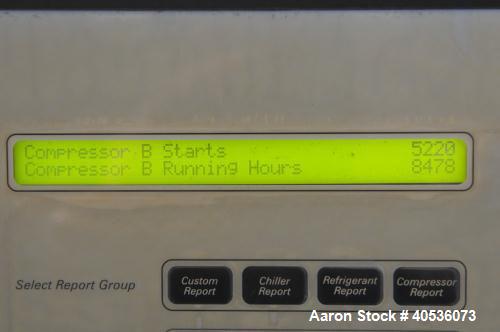 Compressor B Starts 5220
Compressor B Running Hours 8478
Select Report Group
Custom Report
Chiller Report
Refrigerant Report
Compressor Report
Aaron Stock # 40536073